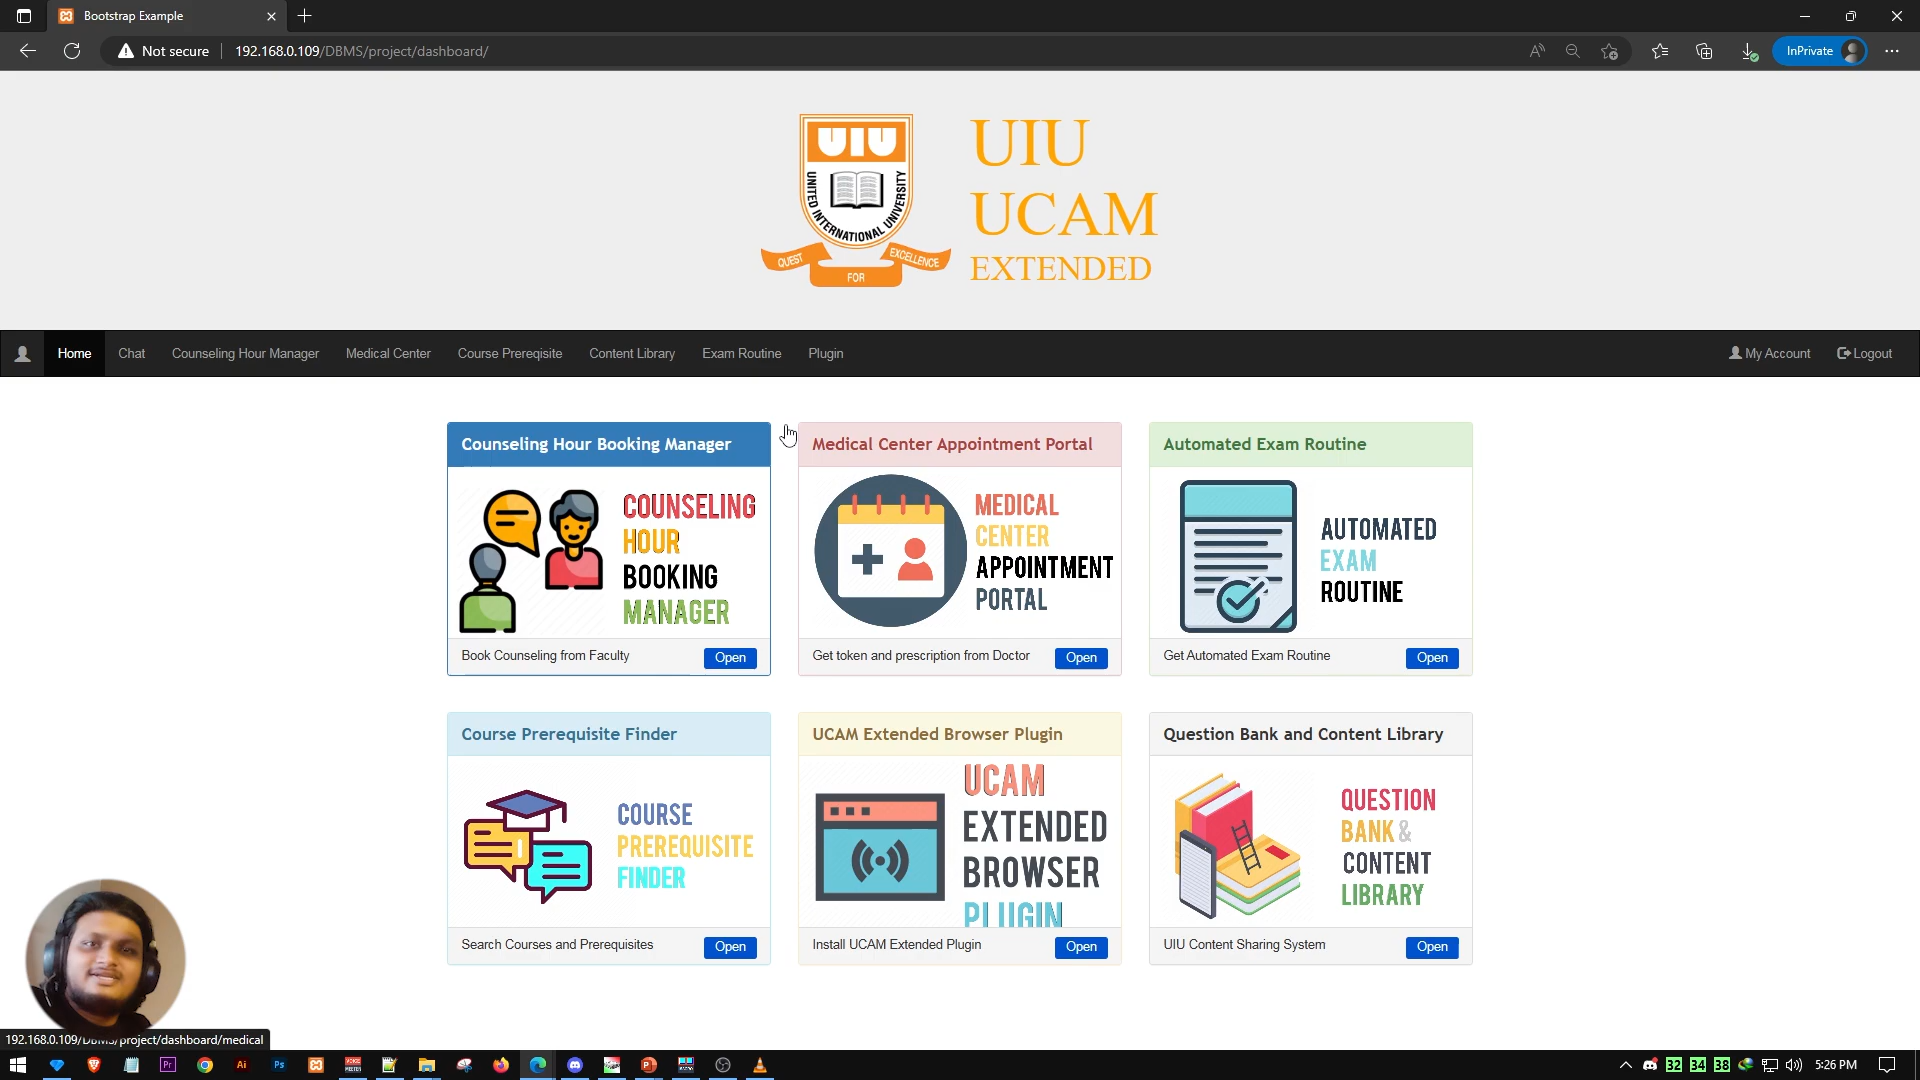 Bootstrap Example
Not secure
192.168.0.109/DBMS/project/dashboard/
InPrivate
UIU
UNITED INTERNATIONAL UNIVERSITY
QUEST
FOR
EXCELLENCE
UIU
UCAM
EXTENDED
Home
Chat
Counseling Hour Manager
Medical Center
Course Prereqisite
Content Library
Exam Routine
Plugin
My Account
Logout
Counseling Hour Booking Manager
COUNSELING
HOUR
BOOKING
MANAGER
Book Counseling from Faculty
Open
Medical Center Appointment Portal
MEDICAL
CENTER
APPOINTMENT
PORTAL
Get token and prescription from Doctor
Open
Automated Exam Routine
AUTOMATED
EXAM
ROUTINE
Get Automated Exam Routine
Open
Course Prerequisite Finder
COURSE
PREREQUISITE
FINDER
Search Courses and Prerequisites
Open
UCAM Extended Browser Plugin
UCAM
EXTENDED
BROWSER
PLUGIN
Install UCAM Extended Plugin
Open
Question Bank and Content Library
QUESTION
BANK &
CONTENT
LIBRARY
UIU Content Sharing System
Open
192.168.0.109/DBMS/project/dashboard/medical
Pr
Ai
Ps
32
34
38
5:26 PM